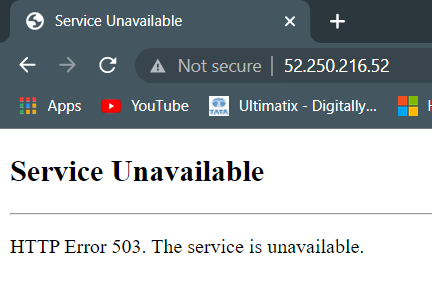 Service Unavailable
Not secure | 52.250.216.52
Apps YouTube TATA Ultimatix - Digitally...
Service Unavailable
HTTP Error 503. The service is unavailable.